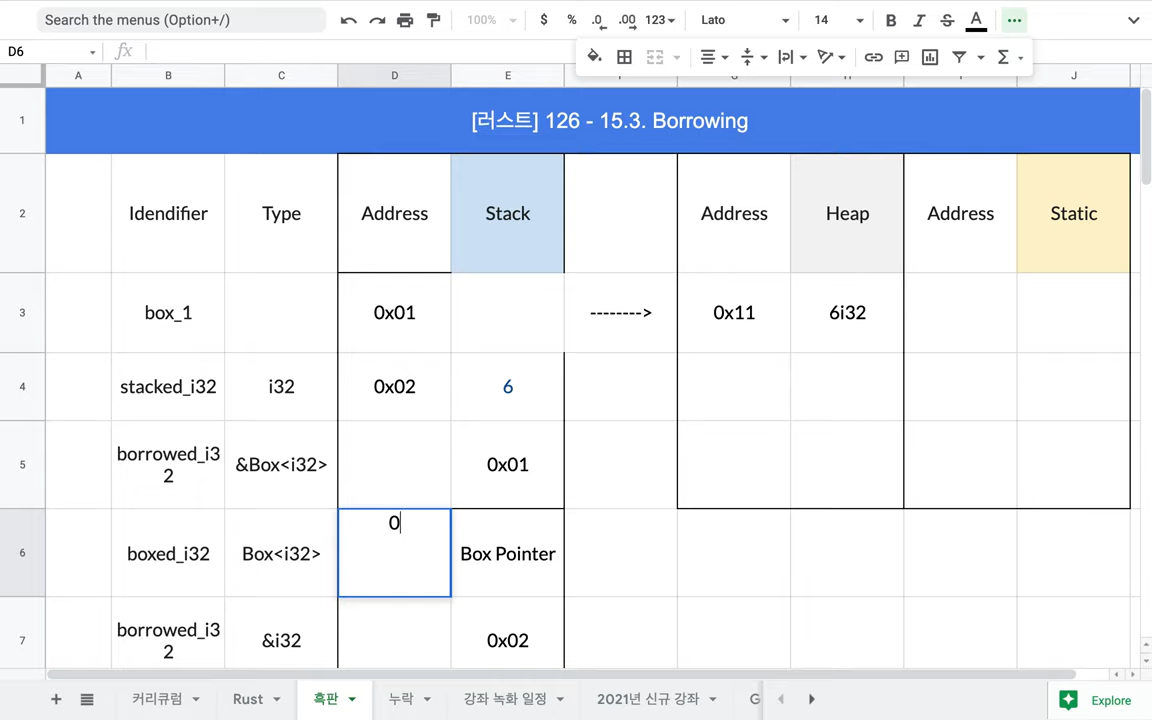 Search the menus (Option+/)
100%
$ % .0 .00 123
Lato
14
B I S A
D6
fx
A B C D E J
1
[러스트] 126 - 15.3. Borrowing
2
Idendifier Type Address Stack Address Heap Address Static
3
box_1 0x01 --------> 0x11 6i32
4
stacked_i32 i32 0x02 6
5
borrowed_i3
2
&Box<i32> 0x01
6
boxed_i32 Box<i32> 0 Box Pointer
7
borrowed_i3
2
&i32 0x02
커리큘럼 Rust 흑판 누락 강좌 녹화 일정 2021년 신규 강좌 G
Explore